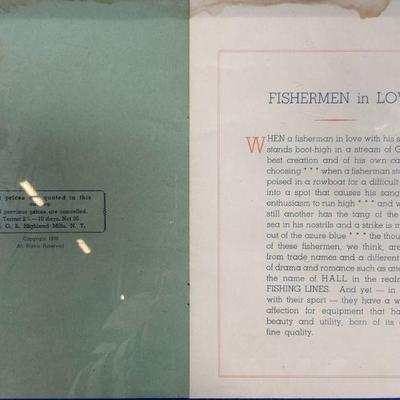 prices are quoted in this
previous prices are cancelled.
Terms: 2%—10 days, Net 30
O. B. Highland Mills, N. Y.
Copyright
All Rights Reserved
FISHERMEN in LOV
WHEN a fisherman in love with his s
stands boot-high in a stream of G
best creation and of his own ca
choosing * * * when a fisherman sta
poised in a rowboat for a difficult
into a spot that causes his sang
enthusiasm to run high * * * and w
still another has the tang of the
sea in his nostrils and a strike is m
out of the azure blue * * * the thou
of these fishermen, we think, are
from trade names and a different
of drama and romance such as atte
the name of HALL in the realm
FISHING LINES. And yet — in l
with their sport — they have a w
affection for equipment that ha
beauty and utility, born of its
fine quality.